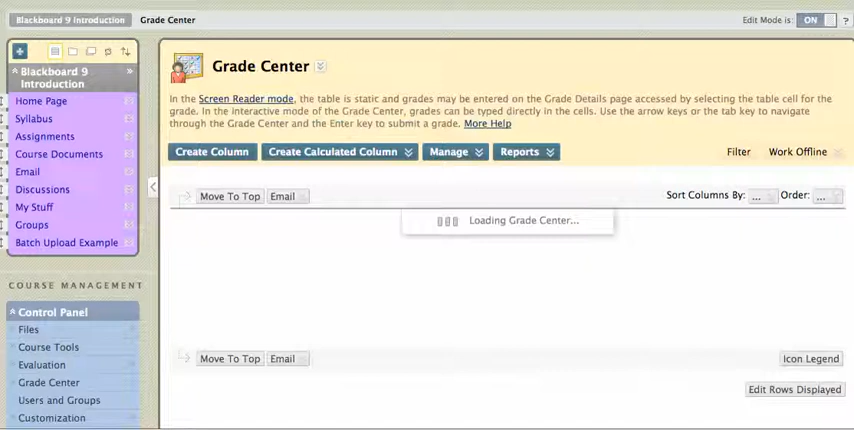 Blackboard 9 Introduction Grade Center Edit Mode is: ON ?
Blackboard 9
Introduction
Home Page
Syllabus
Assignments
Course Documents
Email
Discussions
My Stuff
Groups
Batch Upload Example
COURSE MANAGEMENT
Control Panel
Files
Course Tools
Evaluation
Grade Center
Users and Groups
Customization
Grade Center
In the Screen Reader mode, the table is static and grades may be entered on the Grade Details page accessed by selecting the table cell for the
grade. In the interactive mode of the Grade Center, grades can be typed directly in the cells. Use the arrow keys or the tab key to navigate
through the Grade Center and the Enter key to submit a grade. More Help
Create Column Create Calculated Column Manage Reports Filter Work Offline
Move To Top Email Sort Columns By: ... Order: ...
Loading Grade Center...
Move To Top Email Icon Legend
Edit Rows Displayed